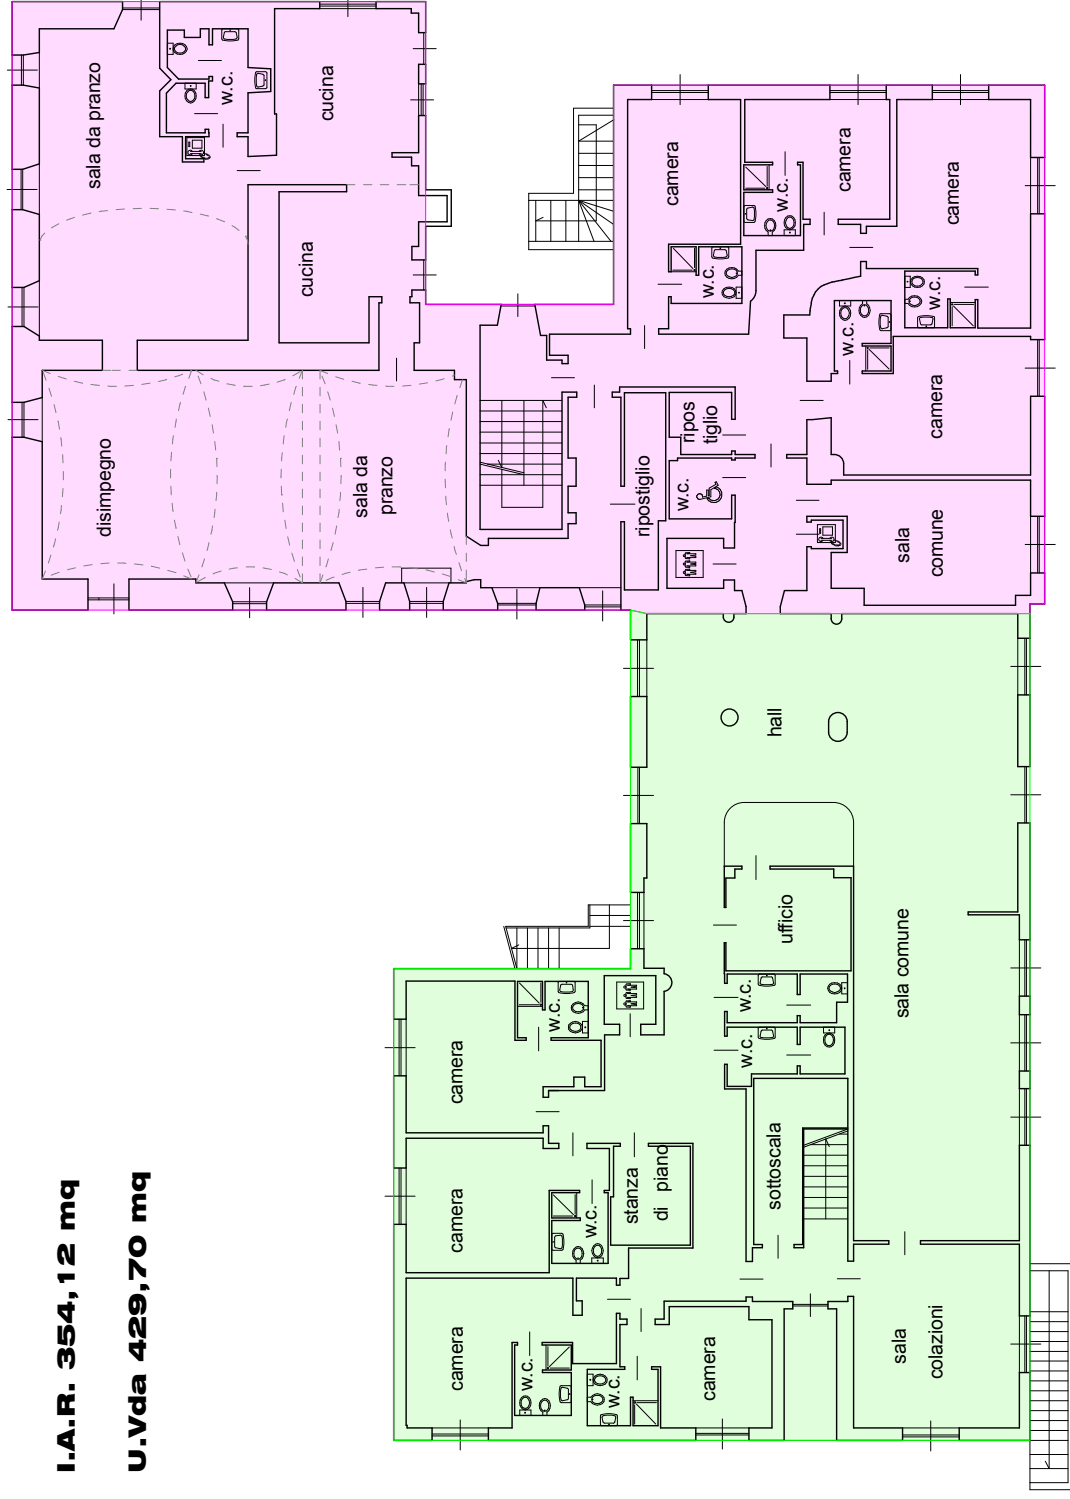 I.A.R. 354,12 mq
U.Vda 429,70 mq
sala da pranzo
w.c.
cucina
cucina
disimpegno
sala da
pranzo
camera
w.c.
camera
w.c.
camera
w.c.
w.c.
camera
ripostiglio
ripos
tiglio
w.c.
sala
comune
hall
ufficio
sala comune
w.c.
w.c.
camera
w.c.
camera
w.c.
stanza
di piano
sottoscala
camera
w.c.
w.c.
camera
sala
colazioni